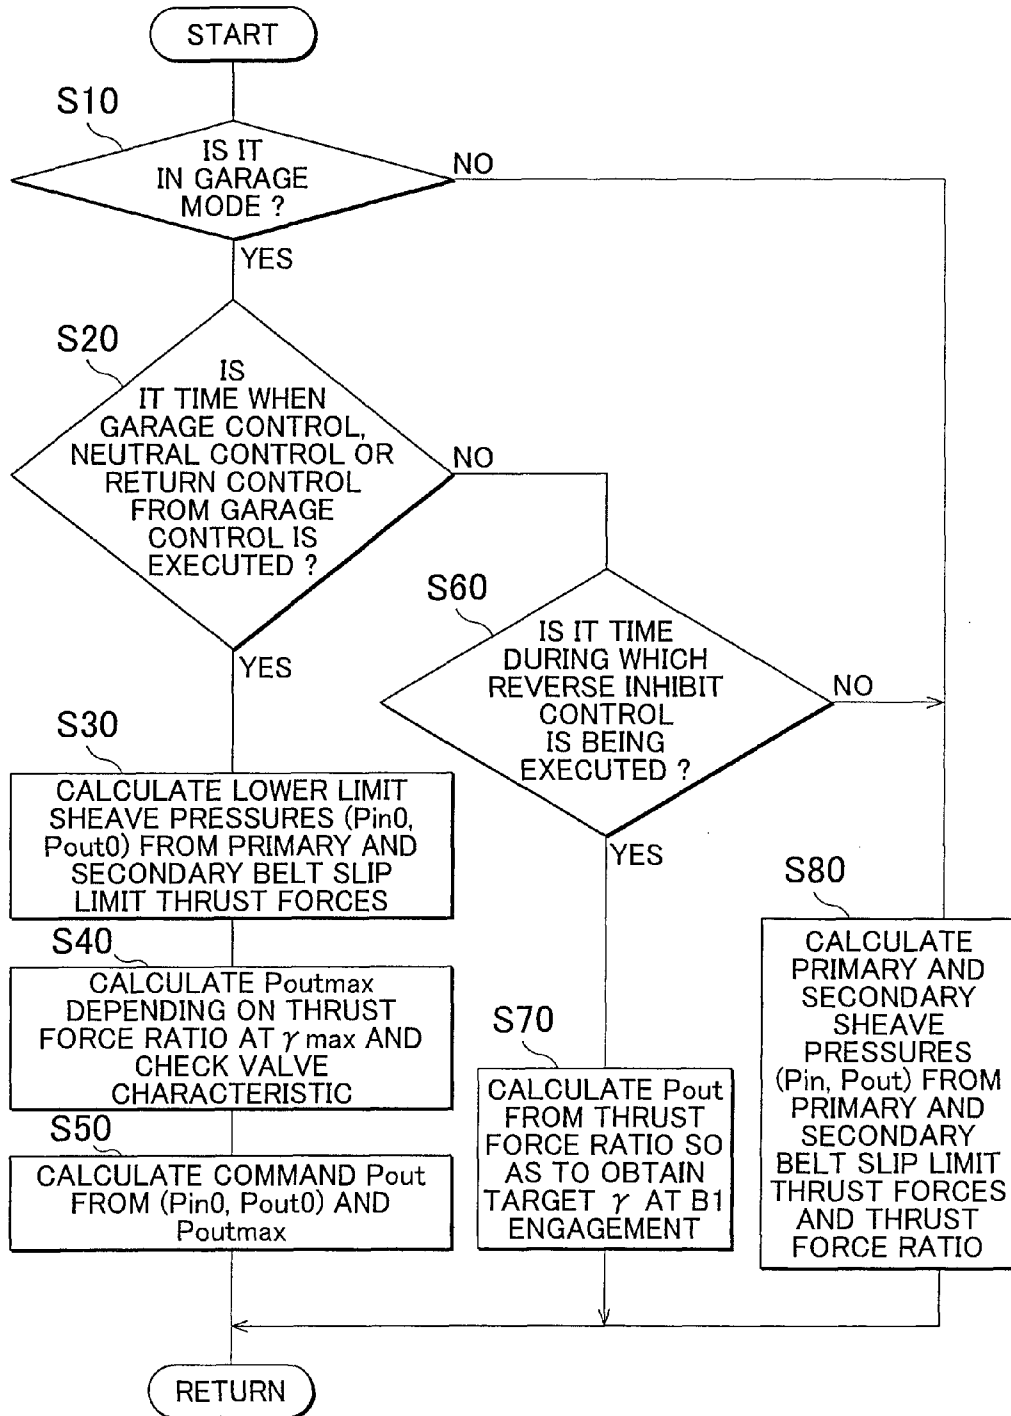 START
S10
IS IT
IN GARAGE
MODE ?
NO
YES
S20
IS
IT TIME WHEN
GARAGE CONTROL,
NEUTRAL CONTROL OR
RETURN CONTROL
FROM GARAGE
CONTROL IS
EXECUTED ?
NO
YES
S60
IS IT TIME
DURING WHICH
REVERSE INHIBIT
CONTROL
IS BEING
EXECUTED ?
NO
YES
S30
CALCULATE LOWER LIMIT
SHEAVE PRESSURES (Pin0,
Pout0) FROM PRIMARY AND
SECONDARY BELT SLIP
LIMIT THRUST FORCES
S40
CALCULATE Poutmax
DEPENDING ON THRUST
FORCE RATIO AT γ max AND
CHECK VALVE
CHARACTERISTIC
S50
CALCULATE COMMAND Pout
FROM (Pin0, Pout0) AND
Poutmax
S70
CALCULATE Pout
FROM THRUST
FORCE RATIO SO
AS TO OBTAIN
TARGET γ AT B1
ENGAGEMENT
S80
CALCULATE
PRIMARY AND
SECONDARY
SHEAVE
PRESSURES
(Pin, Pout) FROM
PRIMARY AND
SECONDARY
BELT SLIP LIMIT
THRUST FORCES
AND THRUST
FORCE RATIO
RETURN